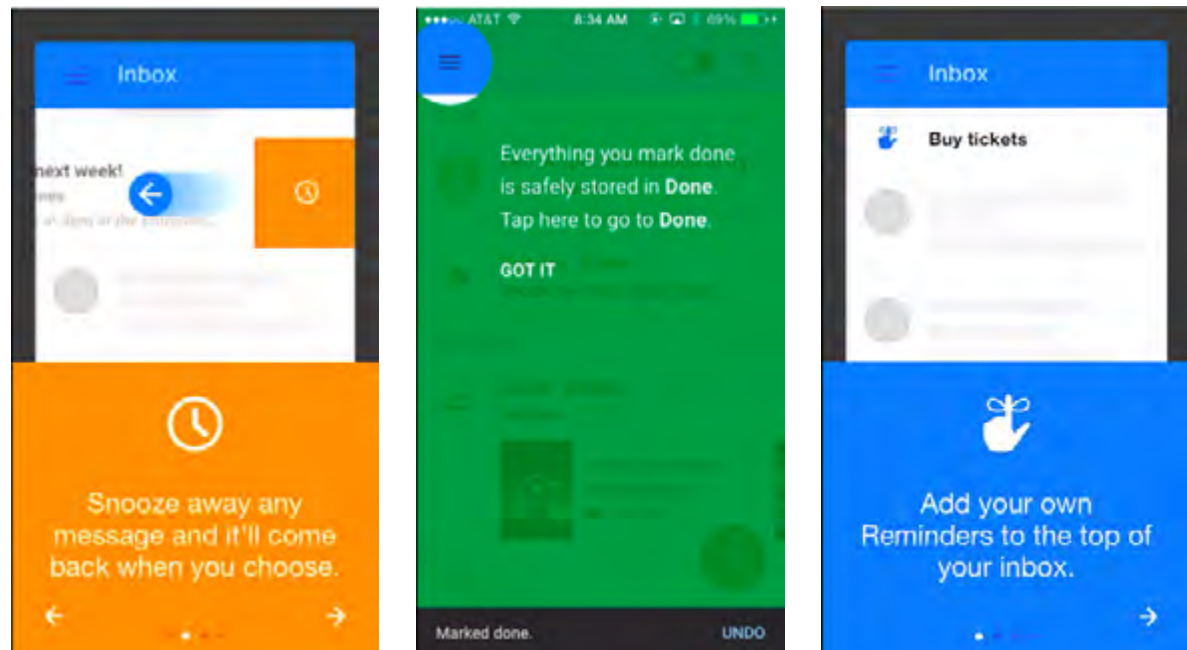 Inbox
next week!
Snooze away any
message and it'll come
back when you choose.
AT&T 8:34 AM 69%
Everything you mark done
is safely stored in Done.
Tap here to go to Done.
GOT IT
Marked done. UNDO
Inbox
Buy tickets
Add your own
Reminders to the top of
your inbox.